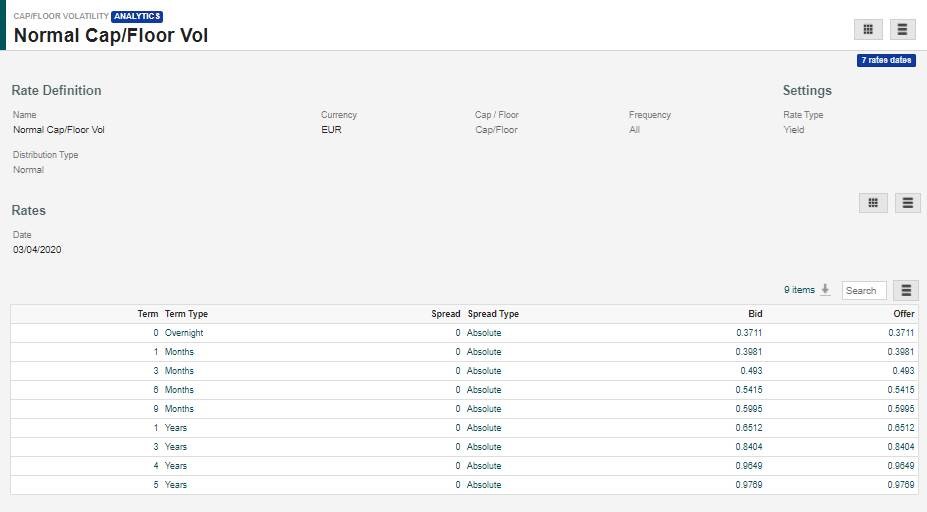 CAP/FLOOR VOLATILITY ANALYTICS
Normal Cap/Floor Vol
7 rates dates
Rate Definition
Settings
Name Currency Cap / Floor Frequency Rate Type
Normal Cap/Floor Vol EUR Cap/Floor All Yield
Distribution Type
Normal
Rates
Date
03/04/2020
9 items Search
Term Term Type Spread Spread Type Bid Offer
0 Overnight 0 Absolute 0.3711 0.3711
1 Months 0 Absolute 0.3981 0.3981
3 Months 0 Absolute 0.493 0.493
6 Months 0 Absolute 0.5415 0.5415
9 Months 0 Absolute 0.5995 0.5995
1 Years 0 Absolute 0.6512 0.6512
3 Years 0 Absolute 0.8404 0.8404
4 Years 0 Absolute 0.9649 0.9649
5 Years 0 Absolute 0.9769 0.9769